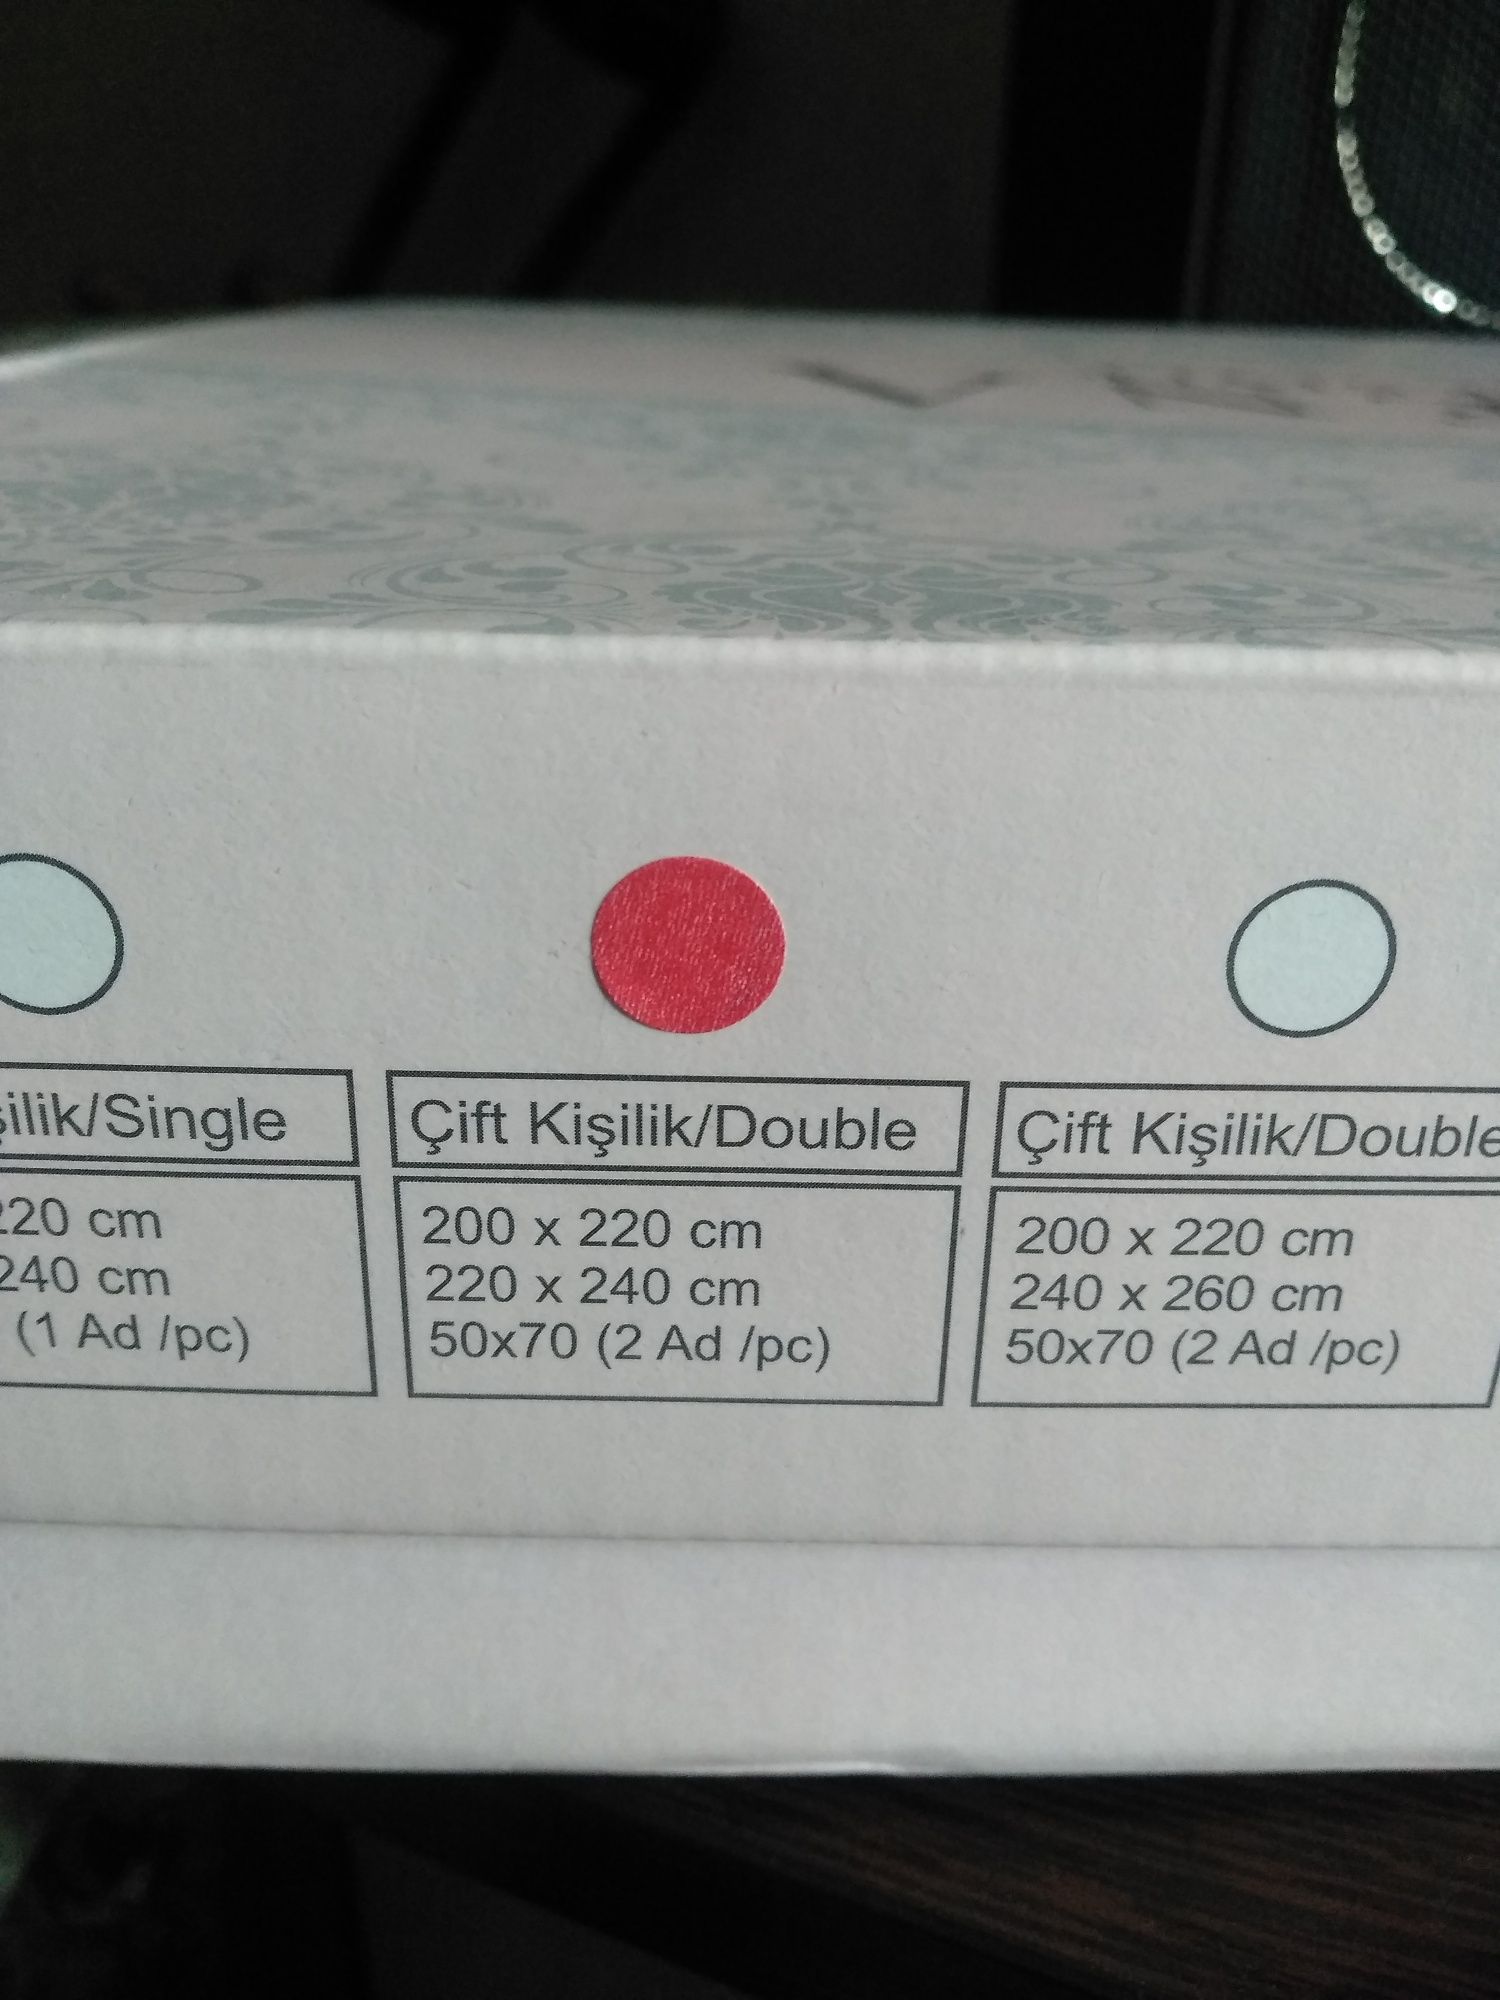 Çift Kişilik/Double
200 x 220 cm
220 x 240 cm
50x70 (2 Ad /pc)
Çift Kişilik/Double
200 x 220 cm
240 x 260 cm
50x70 (2 Ad /pc)
şilik/Single
220 cm
240 cm
(1 Ad /pc)